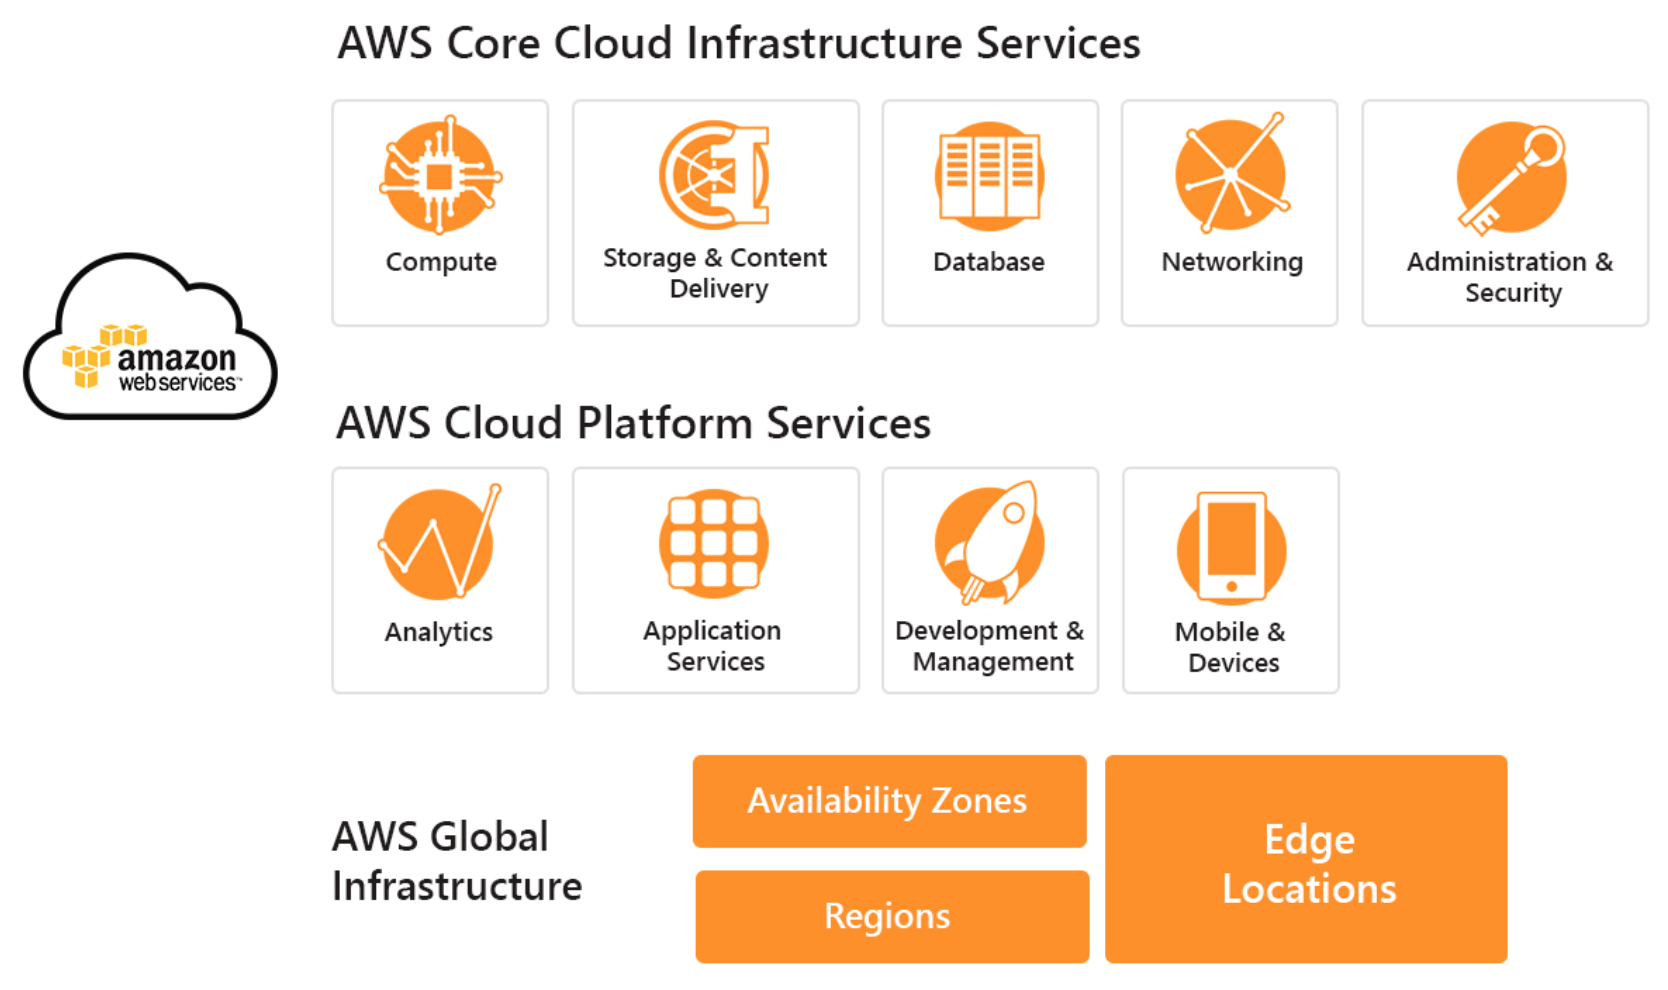 AWS Core Cloud Infrastructure Services
Compute
Storage & Content
Delivery
Database
Networking
Administration &
Security
amazon
web services™
AWS Cloud Platform Services
Analytics
Application
Services
Development &
Management
Mobile &
Devices
AWS Global
Infrastructure
Availability Zones
Regions
Edge
Locations